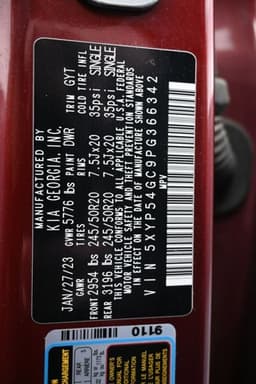 MANUFACTURED BY
KIA GEORGIA, INC.
JAN/27/23 GVWR 5776 lbs PAINT DWR TRIM GYT
RIMS COLD TIRE INFL.
FRONT 2954 lbs 245/50R20 7.5JX20 35psi SINGLE
REAR 3196 lbs 245/50R20 7.5JX20 35psi SINGLE
THIS VEHICLE CONFORMS TO ALL APPLICABLE U.S.A. FEDERAL
MOTOR VEHICLE SAFETY AND THEFT PREVENTION STANDARDS
IN EFFECT ON THE DATE OF MANUFACTURE SHOWN ABOVE.
VIN 5XYP54GC9PG366342
MPV
9110